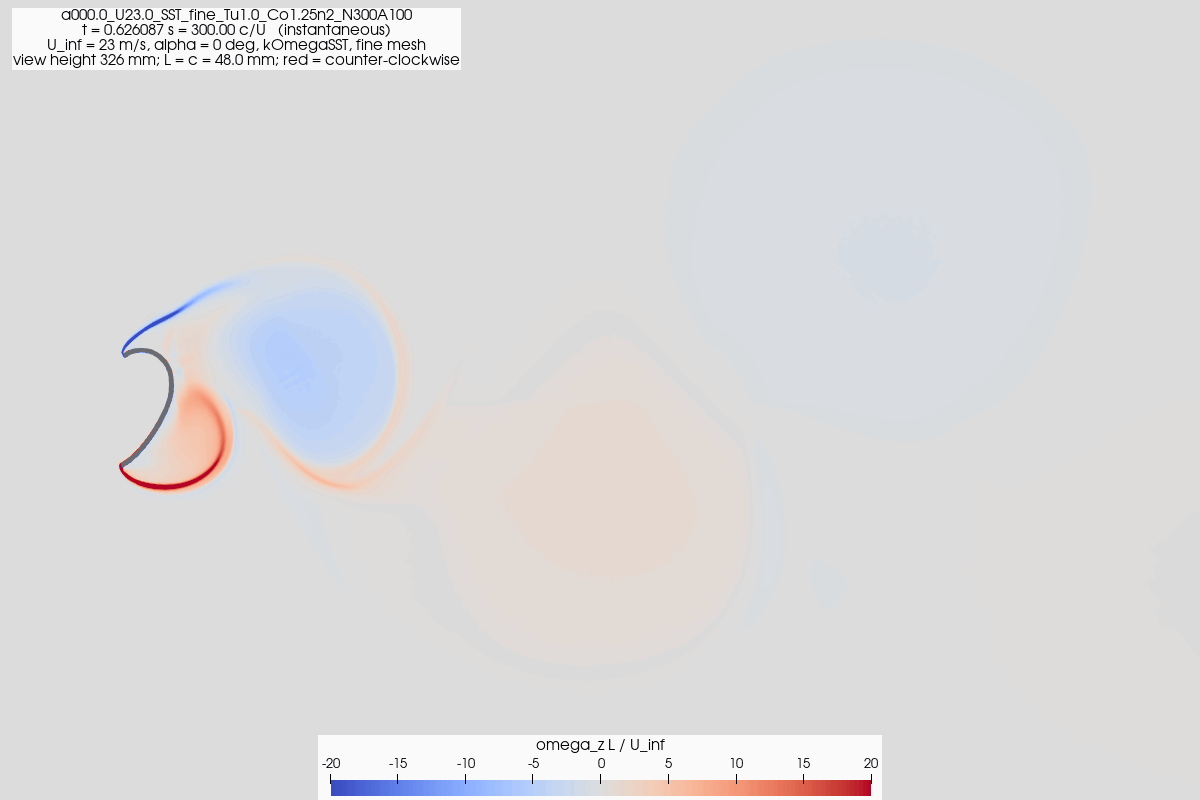 a000.0_U23.0_SST_fine_Tu1.0_Co1.25n2_N300A100
t = 0.626087 s = 300.00 c/U (instantaneous)
U_inf = 23 m/s, alpha = 0 deg, kOmegaSST, fine mesh
view height 326 mm; L = c = 48.0 mm; red = counter-clockwise
omega_z L / U_inf
-20 -15 -10 -5 0 5 10 15 20